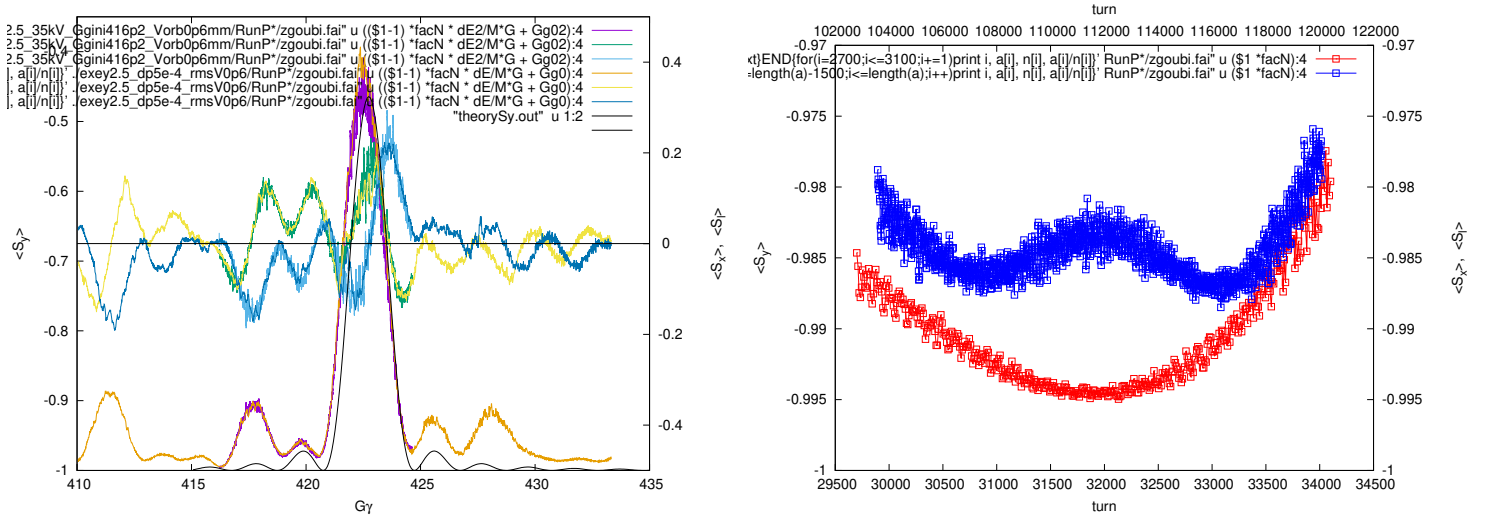 2.5_35kV_Ggini416p2_Vorb0p6mm/RunP*/zgoubi.fai" u (($1-1) *facN * dE2/M*G + Gg02):4
2.5_35kV_Ggini416p2_Vorb0p6mm/RunP*/zgoubi.fai" u (($1-1) *facN * dE2/M*G + Gg02):4
2.5_35kV_Ggini416p2_Vorb0p6mm/RunP*/zgoubi.fai" u (($1-1) *facN * dE2/M*G + Gg02):4
], a[i]/n[i]}' ./exey2.5_dp5e-4_rmsV0p6/RunP*/zgoubi.fai" u (($1-1) *facN * dE/M*G + Gg0):4
], a[i]/n[i]}' ./exey2.5_dp5e-4_rmsV0p6/RunP*/zgoubi.fai" u (($1-1) *facN * dE/M*G + Gg0):4
], a[i]/n[i]}' ./exey2.5_dp5e-4_rmsV0p6/RunP*/zgoubi.fai" u (($1-1) *facN * dE/M*G + Gg0):4
"theorySy.out" u 1:2
-0.4
-0.5
-0.6
-0.7
-0.8
-0.9
-1
<Sy>
0.4
0.2
0
-0.2
-0.4
<Sx>, <Sl>
410 415 420 425 430 435
Gγ
turn
102000 104000 106000 108000 110000 112000 114000 116000 118000 120000 122000
xt}END{for(i=2700;i<=3100;i+=1)print i, a[i], n[i], a[i]/n[i]}' RunP*/zgoubi.fai" u ($1 *facN):4
length(a)-1500;i<=length(a);i++)print i, a[i], n[i], a[i]/n[i]}' RunP*/zgoubi.fai" u ($1 *facN):4
-0.97
-0.975
-0.98
-0.985
-0.99
-0.995
-1
<Sy>
-0.97
-0.975
-0.98
-0.985
-0.99
-0.995
-1
<Sx>, <Sl>
29500 30000 30500 31000 31500 32000 32500 33000 33500 34000 34500
turn